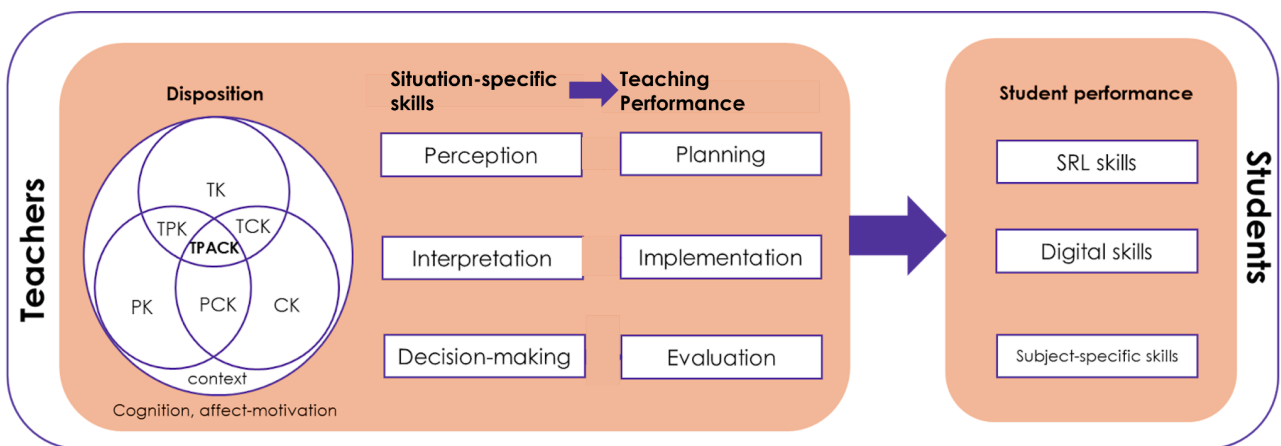 Teachers
Disposition
TK
TPK
TCK
TPACK
PK
PCK
CK
context
Cognition, affect-motivation
Situation-specific
skills
Teaching
Performance
Perception
Planning
Interpretation
Implementation
Decision-making
Evaluation
Student performance
SRL skills
Digital skills
Subject-specific skills
Students